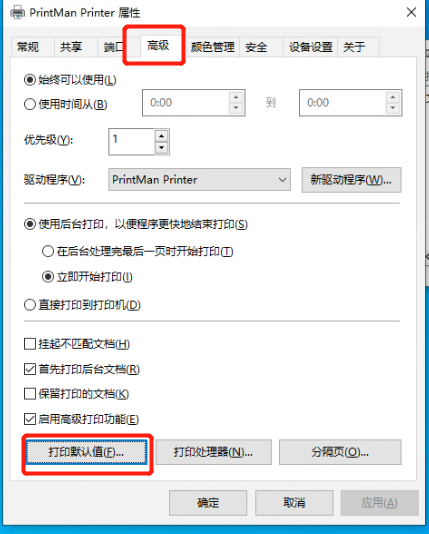 PrintMan Printer 属性
常规 共享 端口 高级 颜色管理 安全 设备设置 关于
始终可以使用(L)
使用时间从(B) 0:00 到 0:00
优先级(Y): 1
驱动程序(V): PrintMan Printer 新驱动程序(W)...
使用后台打印，以便程序更快地结束打印(S)
在后台处理完最后一页时开始打印(T)
立即开始打印(I)
直接打印到打印机(D)
挂起不匹配文档(H)
首先打印后台文档(R)
保留打印的文档(K)
启用高级打印功能(E)
打印默认值(F)... 打印处理器(N)... 分隔页(O)...
确定 取消 应用(A)